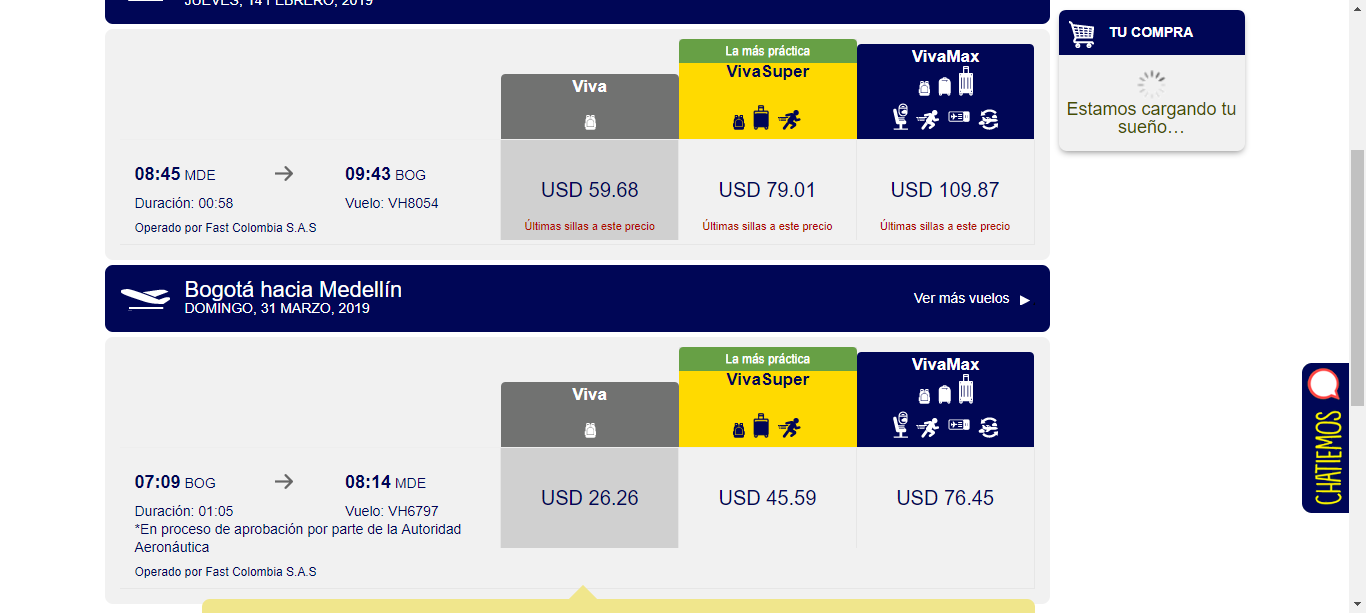 JUEVES, 14 FEBRERO, 2019
TU COMPRA
Estamos cargando tu
sueño…
La más práctica
Viva
VivaSuper
VivaMax
08:45 MDE
09:43 BOG
Duración: 00:58
Vuelo: VH8054
Operado por Fast Colombia S.A.S
USD 59.68
USD 79.01
USD 109.87
Últimas sillas a este precio
Últimas sillas a este precio
Últimas sillas a este precio
Bogotá hacia Medellín
DOMINGO, 31 MARZO, 2019
Ver más vuelos
La más práctica
Viva
VivaSuper
VivaMax
07:09 BOG
08:14 MDE
Duración: 01:05
Vuelo: VH6797
*En proceso de aprobación por parte de la Autoridad
Aeronáutica
Operado por Fast Colombia S.A.S
USD 26.26
USD 45.59
USD 76.45
CHATIEMOS